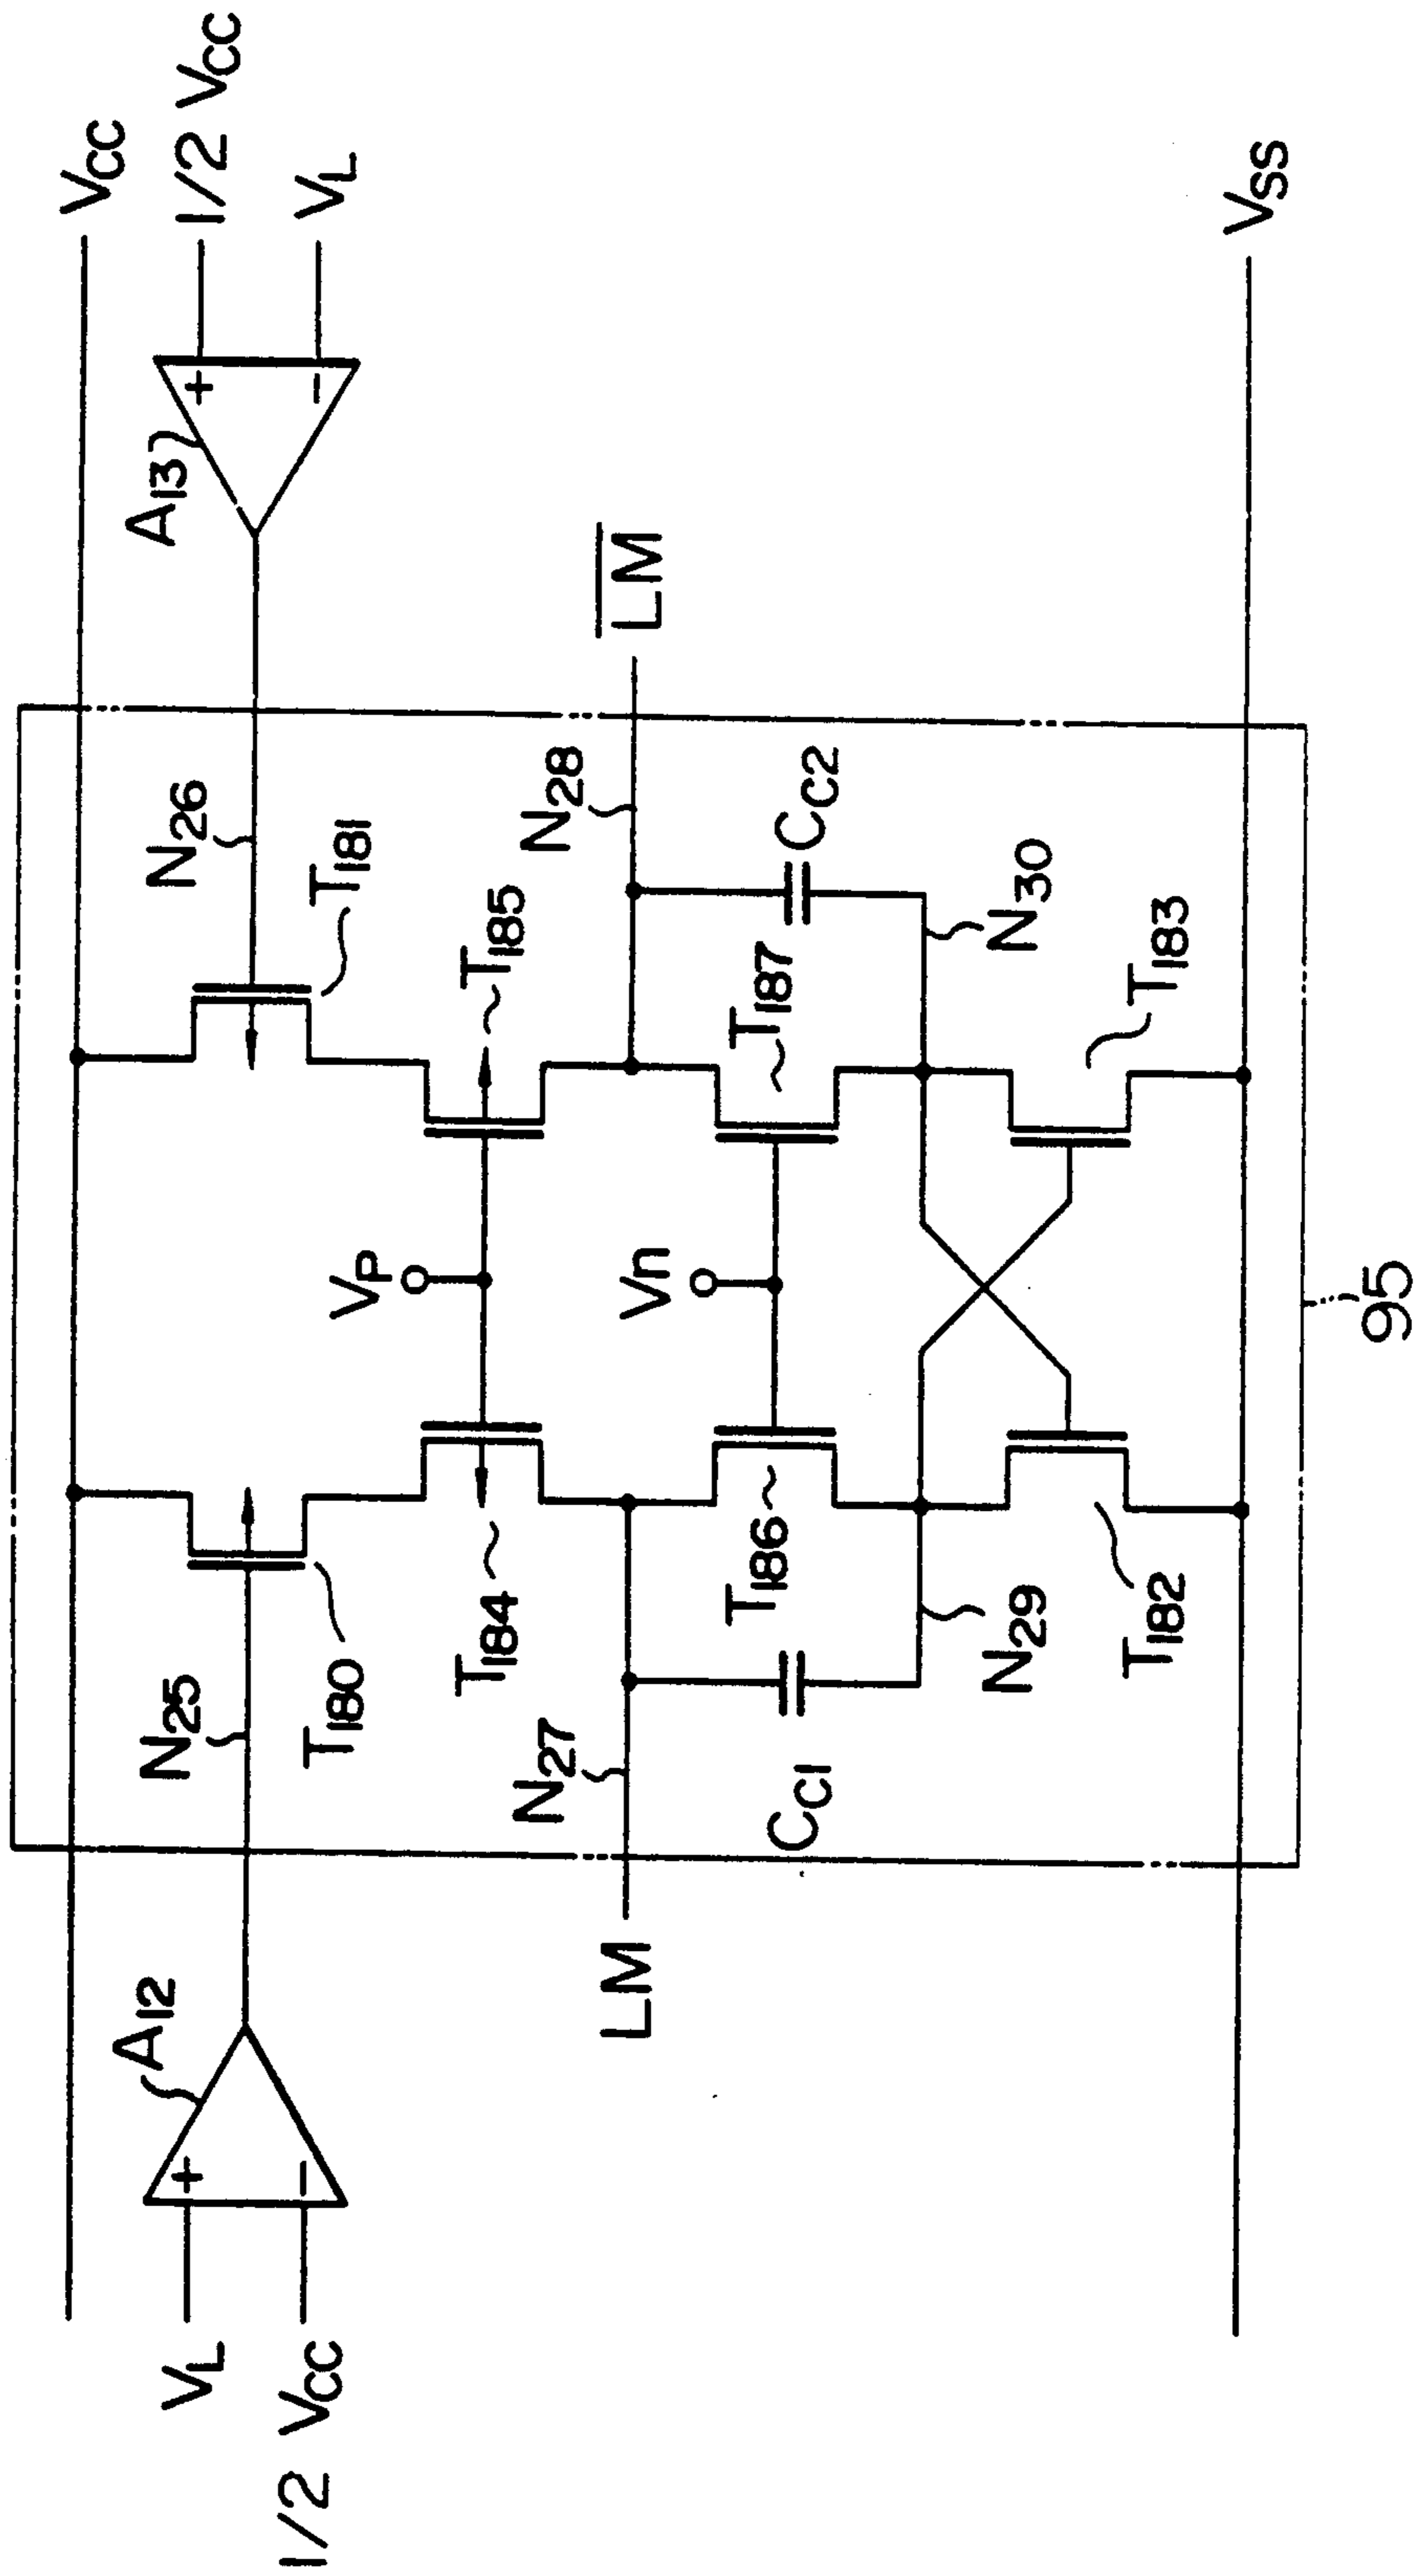 VCC
1/2 VCC
VL
A13
N26
T181
T185
LM
N28
CC2
N30
T187
T183
VSS
VP
Vn
95
T180
N25
T184
T186
N29
T182
N27
CC1
LM
A12
VL
1/2 VCC
+
−
+
−